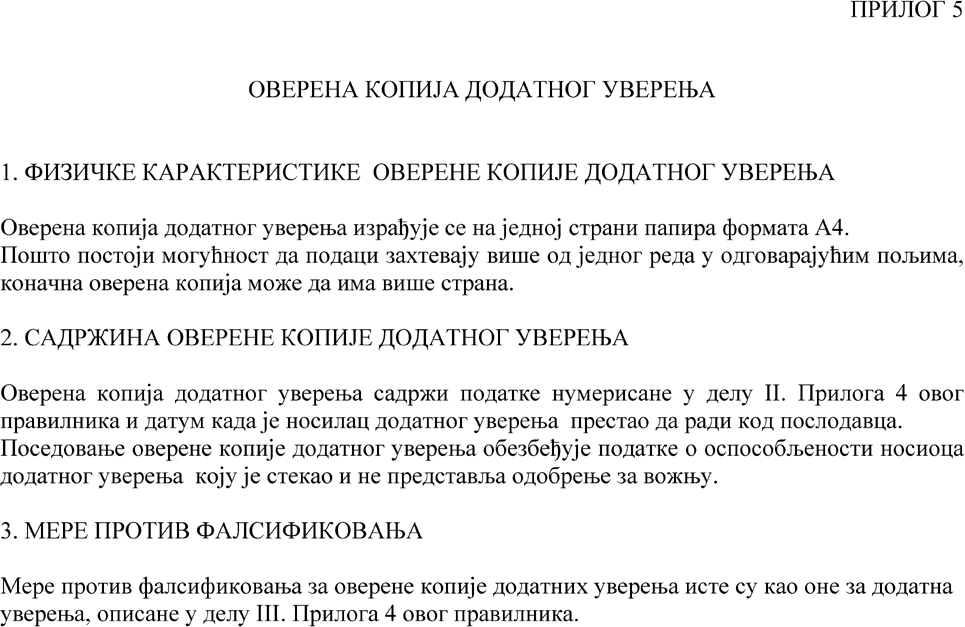 ПРИЛОГ 5
ОВЕРЕНА КОПИЈА ДОДАТНОГ УВЕРЕЊА
1. ФИЗИЧКЕ КАРАКТЕРИСТИКЕ ОВЕРЕНЕ КОПИЈЕ ДОДАТНОГ УВЕРЕЊА
Оверена копија додатног уверења израђује се на једној страни папира формата А4.
Пошто постоји могућност да подаци захтевају више од једног реда у одговарајућим пољима,
коначна оверена копија може да има више страна.
2. САДРЖИНА ОВЕРЕНЕ КОПИЈЕ ДОДАТНОГ УВЕРЕЊА
Оверена копија додатног уверења садржи податке нумерисане у делу II. Прилога 4 овог
правилника и датум када је носилац додатног уверења престао да ради код послодавца.
Поседовање оверене копије додатног уверења обезбеђује податке о оспособљености носиоца
додатног уверења коју је стекао и не представља одобрење за вожњу.
3. МЕРЕ ПРОТИВ ФАЛСИФИКОВАЊА
Мере против фалсификовања за оверене копије додатних уверења исте су као оне за додатна
уверења, описане у делу III. Прилога 4 овог правилника.